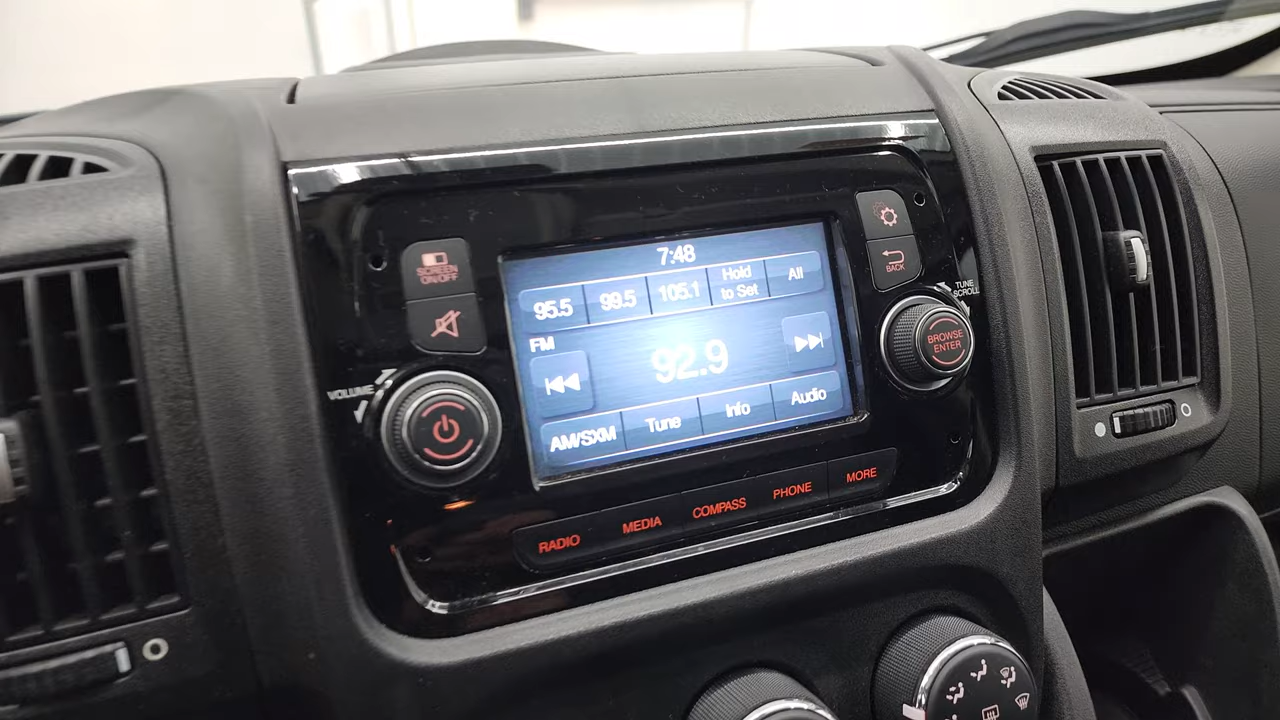 7:48
95.5
99.5
105.1
Hold
to Set
All
FM
92.9
AM/SXM
Tune
Info
Audio
SCREEN
ON/OFF
VOLUME
BACK
TUNE
SCROLL
BROWSE
ENTER
RADIO
MEDIA
COMPASS
PHONE
MORE